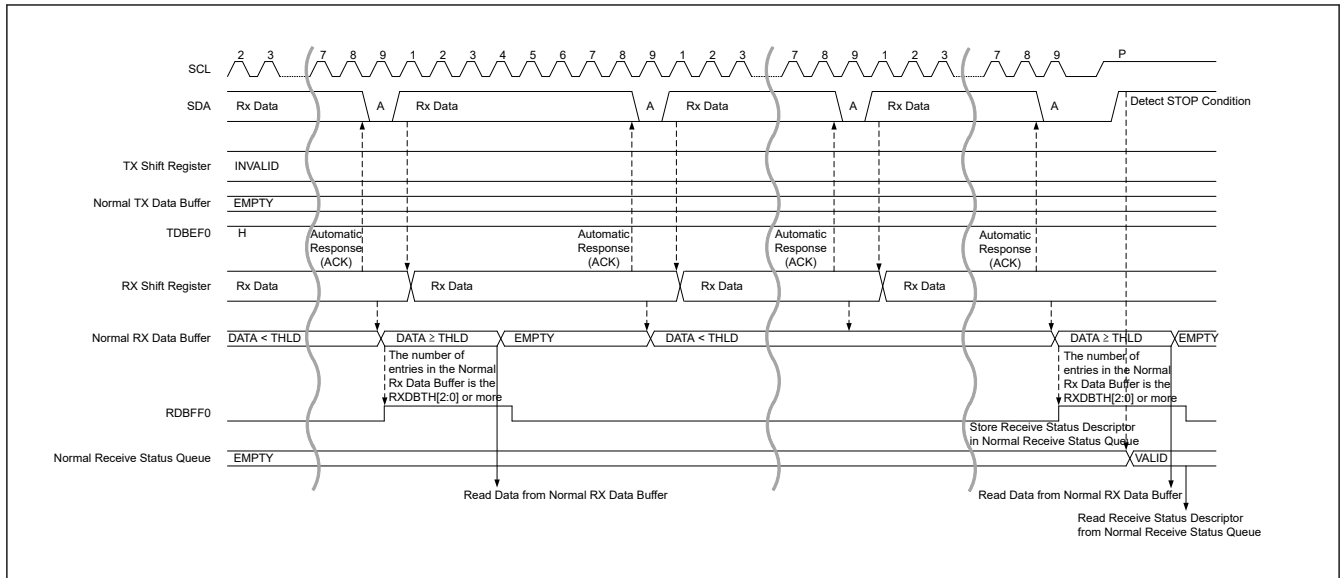 2 3 7 8 9 1 2 3 4 5 6 7 8 9 1 2 3 7 8 9 1 2 3 7 8 9 P
SCL
SDA Rx Data A Rx Data A Rx Data A Rx Data A Detect STOP Condition
TX Shift Register INVALID
Normal TX Data Buffer EMPTY
TDBEF0 H
Automatic Automatic Automatic Automatic
Response Response Response Response
(ACK) (ACK) (ACK) (ACK)
RX Shift Register Rx Data Rx Data Rx Data Rx Data
Normal RX Data Buffer DATA < THLD DATA ≥ THLD EMPTY DATA < THLD DATA ≥ THLD EMPTY
The number of
entries in the Normal
Rx Data Buffer is the
RXDBTH[2:0] or more
The number of
entries in the Normal
Rx Data Buffer is the
RXDBTH[2:0] or more
RDBFF0
Store Receive Status Descriptor
in Normal Receive Status Queue
Normal Receive Status Queue EMPTY VALID
Read Data from Normal RX Data Buffer Read Data from Normal RX Data Buffer
Read Receive Status Descriptor
from Normal Receive Status Queue